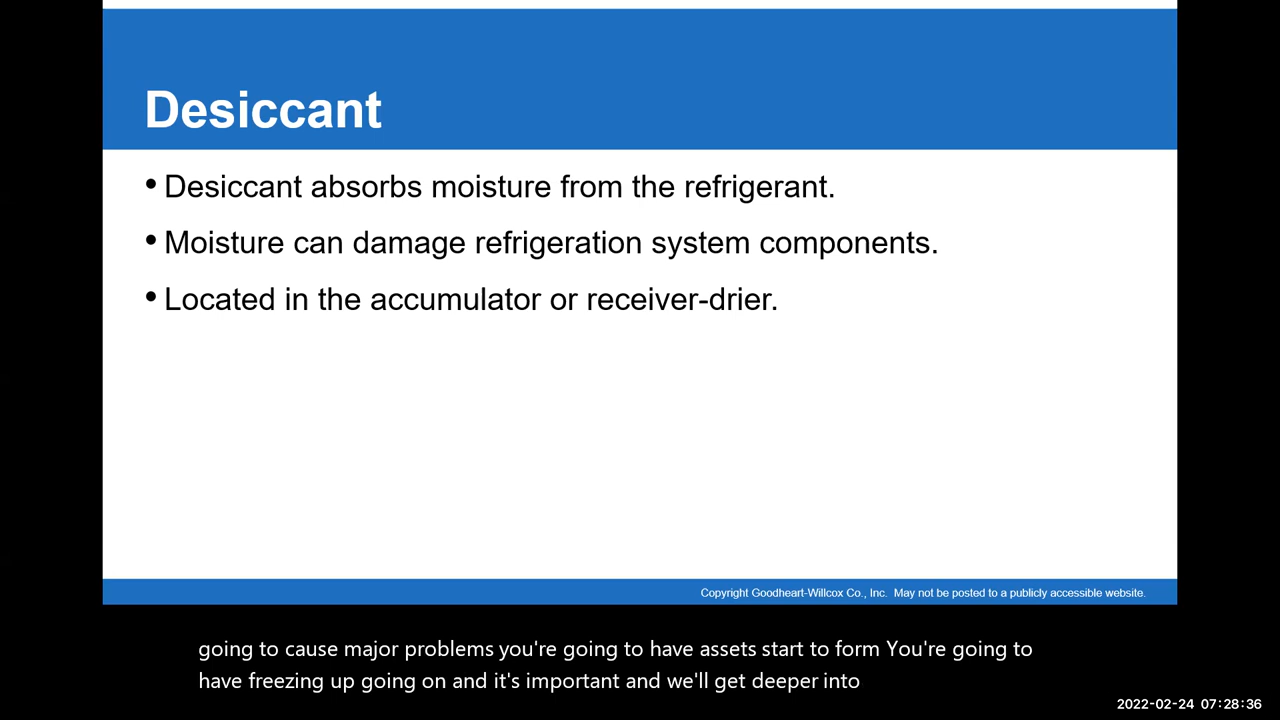 Desiccant
• Desiccant absorbs moisture from the refrigerant.
• Moisture can damage refrigeration system components.
• Located in the accumulator or receiver-drier.
Copyright Goodheart-Willcox Co., Inc. May not be posted to a publicly accessible website.
going to cause major problems you're going to have assets start to form You're going to
have freezing up going on and it's important and we'll get deeper into
2022-02-24 07:28:36